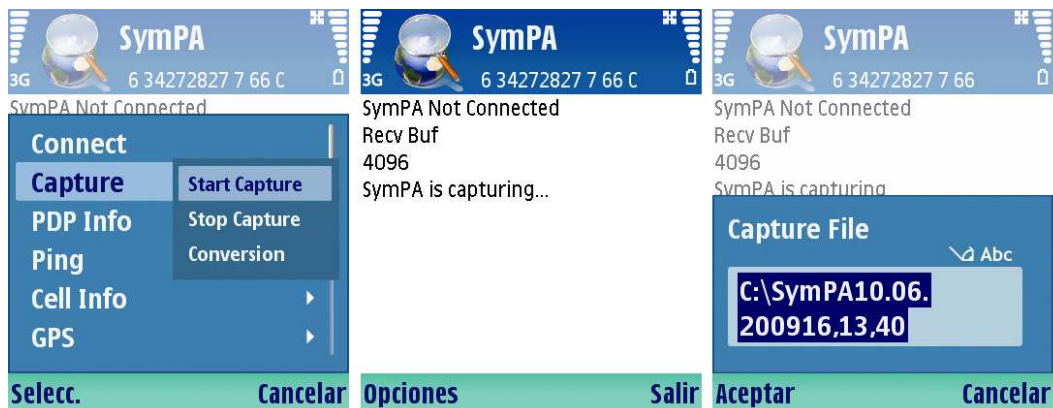 SymPA
3G
6 34272827 7 66 C
SymPA Not Connected
Connect
Capture
Start Capture
PDP Info
Stop Capture
Ping
Conversion
Cell Info
GPS
Selecc.
Cancelar
SymPA
3G
6 34272827 7 66 C
SymPA Not Connected
Recv Buf
4096
SymPA is capturing...
Opciones
Salir
SymPA
3G
6 34272827 7 66
SymPA Not Connected
Recv Buf
4096
SymPA is capturing
Capture File
Abc
C:\SymPA10.06.
200916,13,40
Aceptar
Cancelar